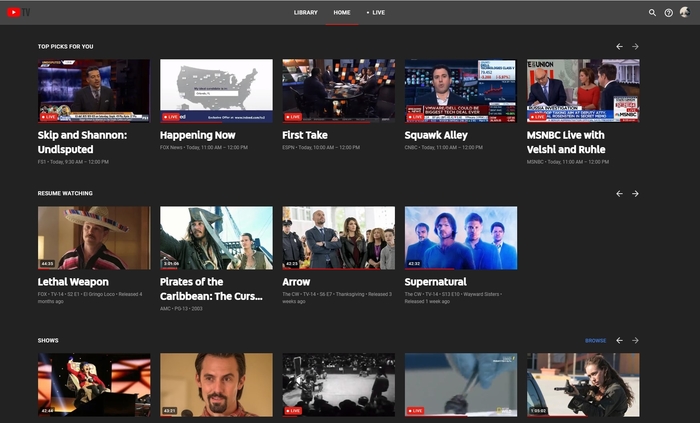 TV
LIBRARY
HOME
LIVE
TOP PICKS FOR YOU
LIVE
LIVE
LIVE
LIVE
LIVE
Skip and Shannon:
Undisputed
FS1 • Today, 9:30 AM – 12:00 PM
Happening Now
FOX News • Today, 11:00 AM – 12:00 PM
First Take
ESPN • Today, 10:00 AM – 12:00 PM
Squawk Alley
CNBC • Today, 11:00 AM – 12:00 PM
MSNBC Live with
Velshi and Ruhle
MSNBC • Today, 11:00 AM – 12:00 PM
RESUME WATCHING
44:35
3:01:06
42:23
42:32
Lethal Weapon
FOX • TV-14 • S2 E1 • El Gringo Loco • Released 4
months ago
Pirates of the
Caribbean: The Curs...
AMC • PG-13 • 2003
Arrow
The CW • TV-14 • S6 E7 • Thanksgiving • Released 3
weeks ago
Supernatural
The CW • TV-14 • S13 E10 • Wayward Sisters •
Released 1 week ago
SHOWS
BROWSE
42:46
43:21
LIVE
LIVE
1:05:02